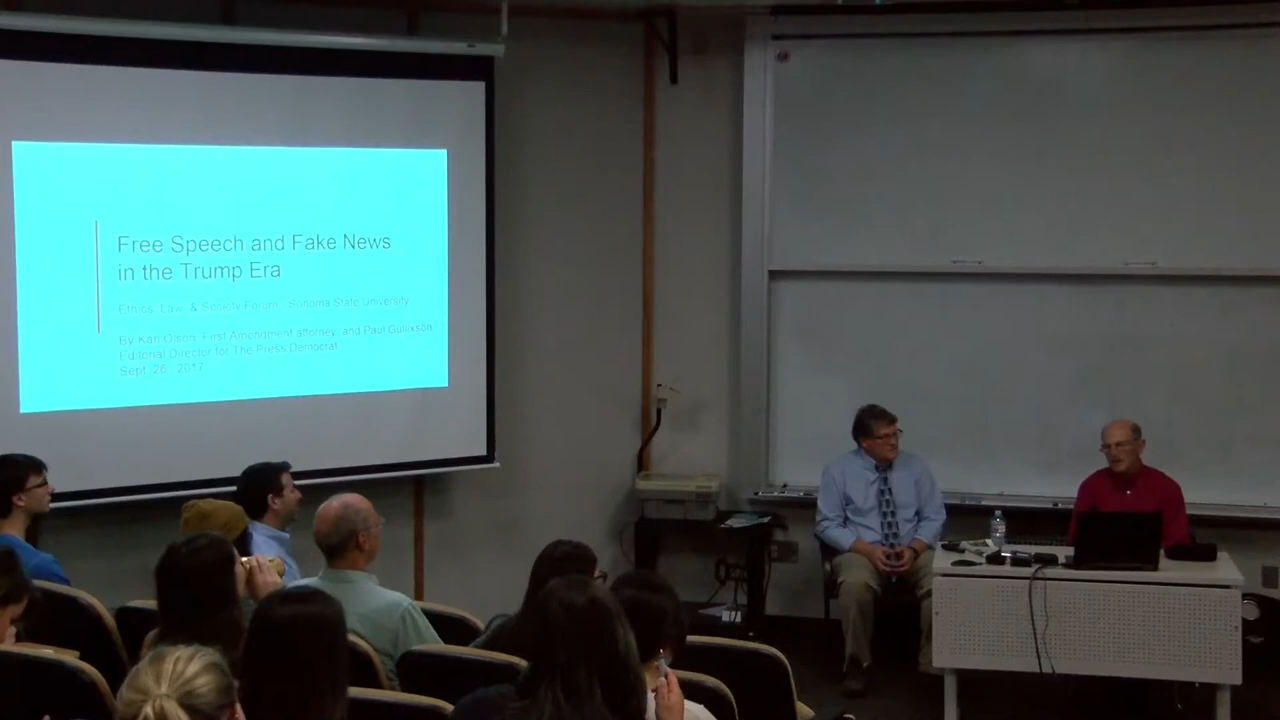 Free Speech and Fake News
in the Trump Era
Ethics, Law, & Society Forum - Sonoma State University
By Karl Olson, First Amendment attorney, and Paul Gullixson
Editorial Director for The Press Democrat
Sept. 26, 2017